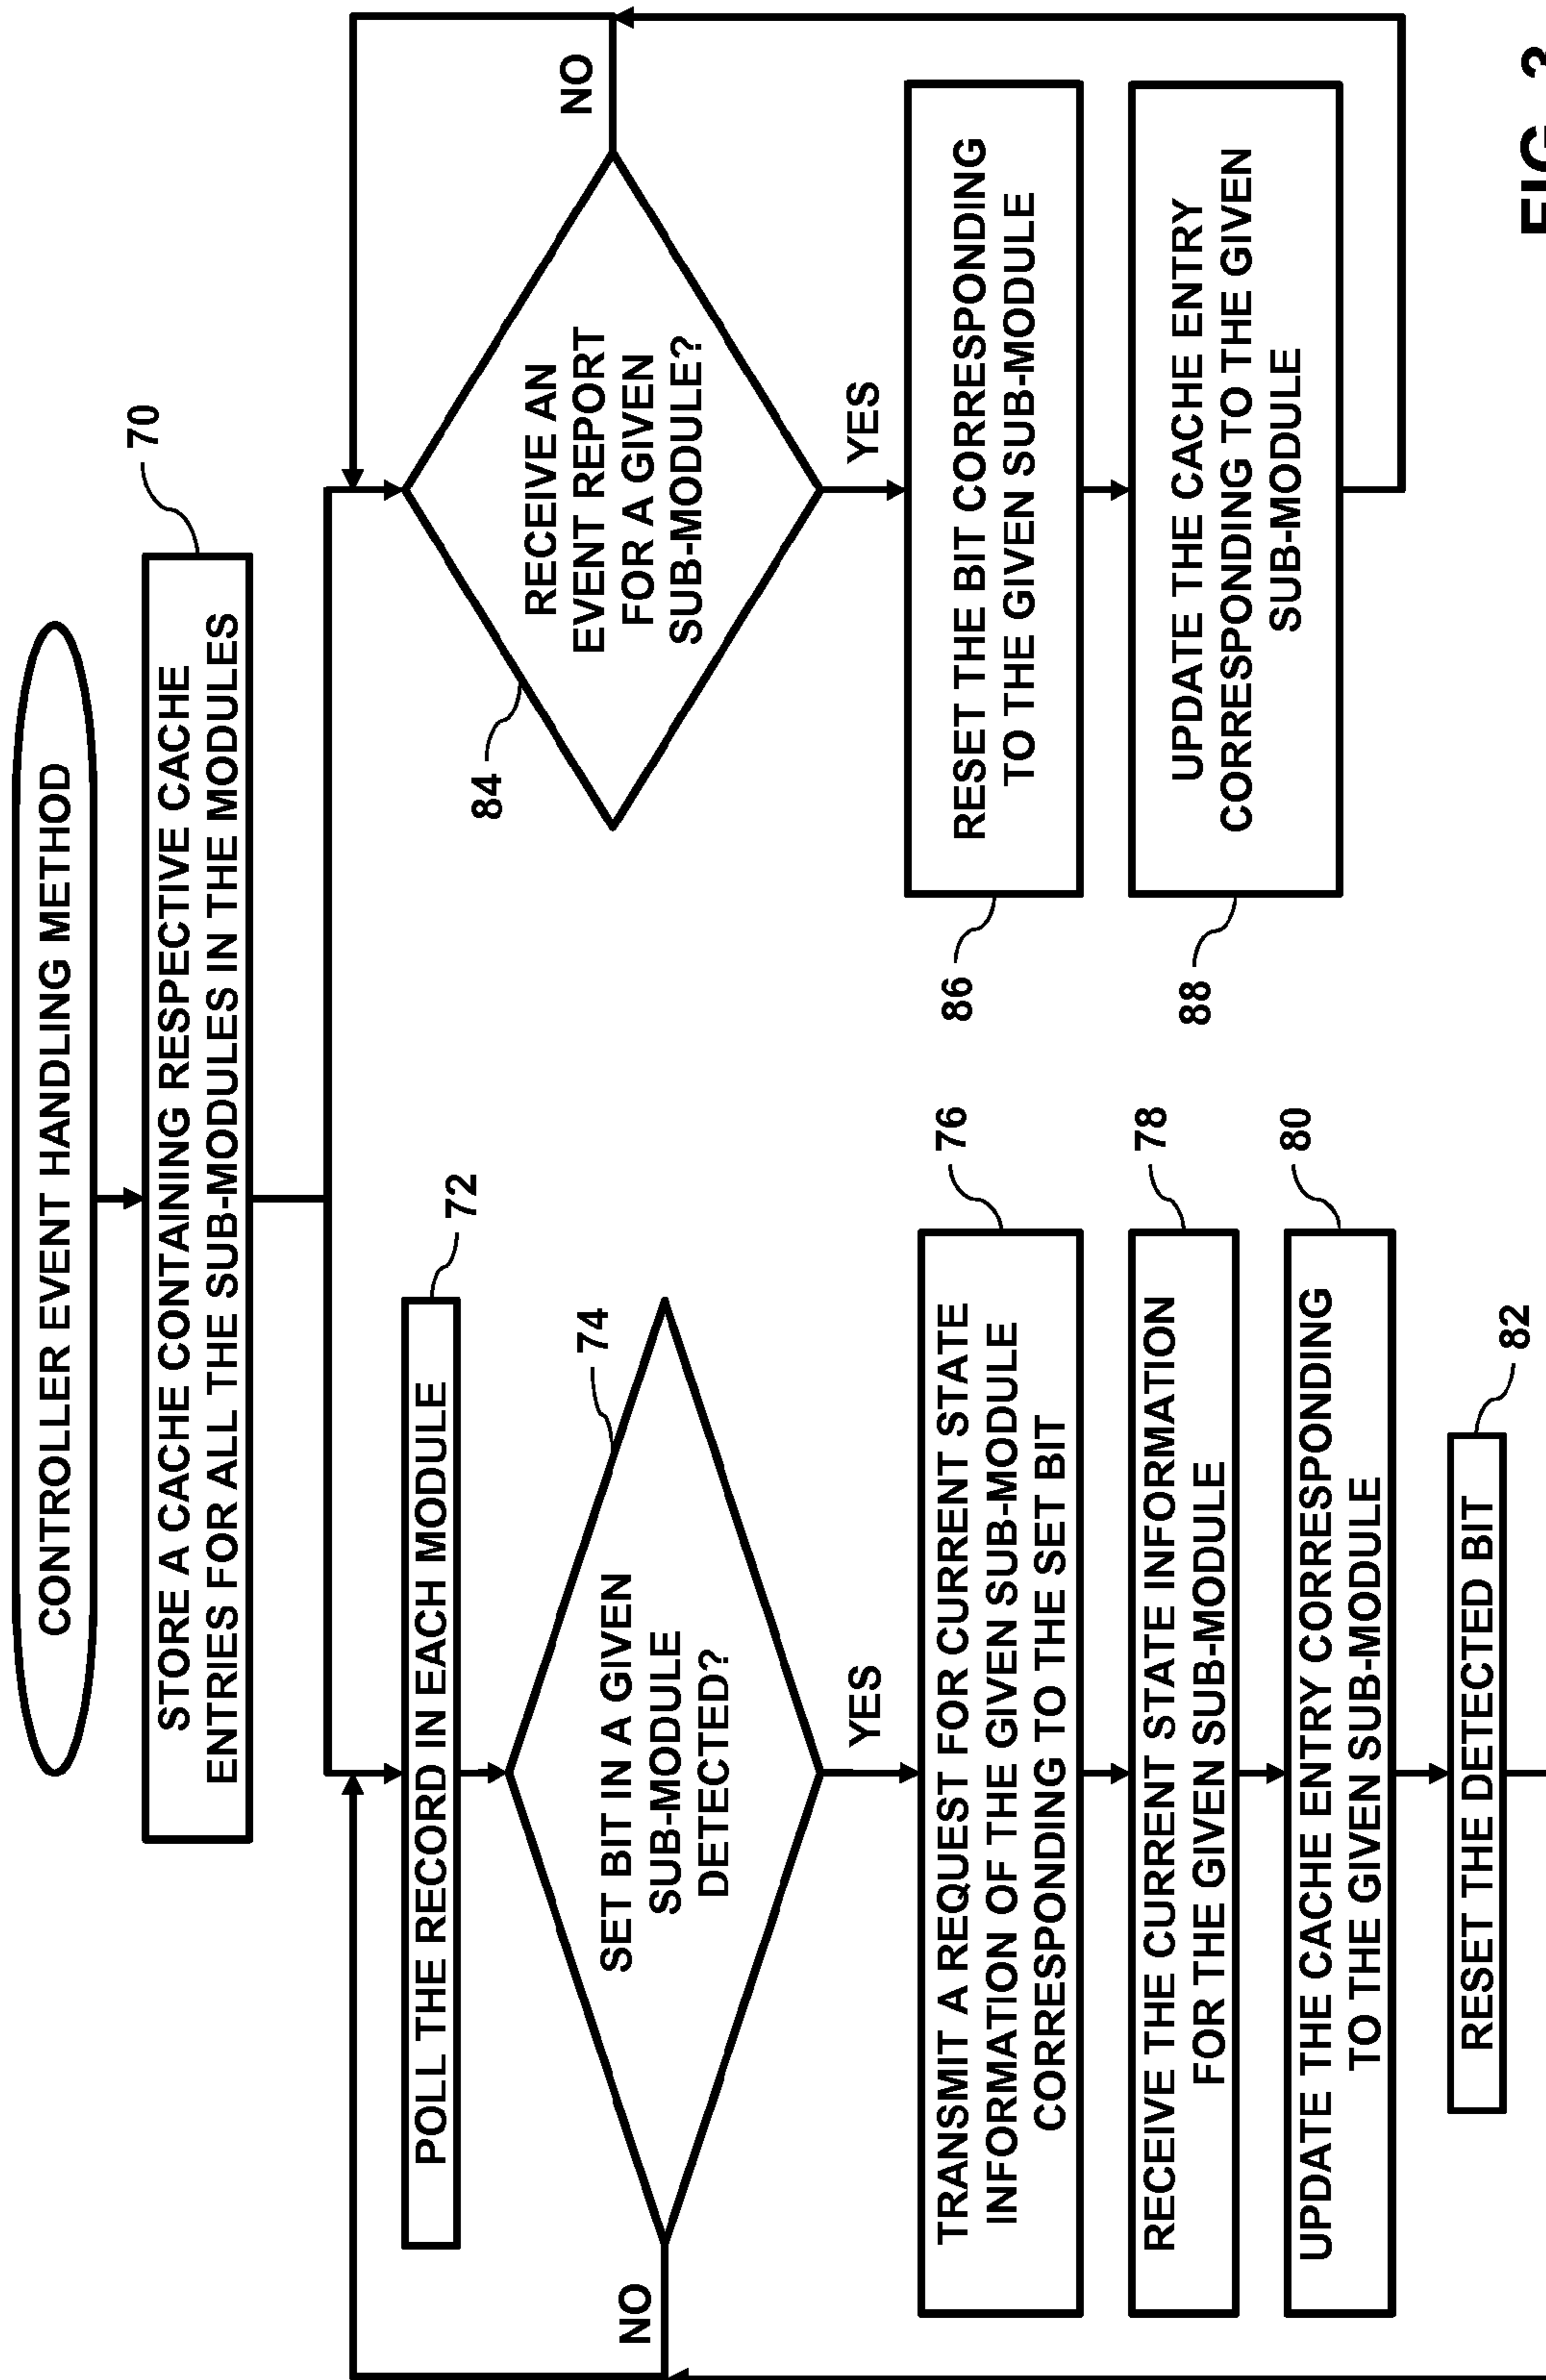 CONTROLLER EVENT HANDLING METHOD
70
STORE A CACHE CONTAINING RESPECTIVE CACHE
ENTRIES FOR ALL THE SUB-MODULES IN THE MODULES
72
POLL THE RECORD IN EACH MODULE
74
SET BIT IN A GIVEN
SUB-MODULE
DETECTED?
NO
YES
76
TRANSMIT A REQUEST FOR CURRENT STATE
INFORMATION OF THE GIVEN SUB-MODULE
CORRESPONDING TO THE SET BIT
78
RECEIVE THE CURRENT STATE INFORMATION
FOR THE GIVEN SUB-MODULE
80
UPDATE THE CACHE ENTRY CORRESPONDING
TO THE GIVEN SUB-MODULE
82
RESET THE DETECTED BIT
84
RECEIVE AN
EVENT REPORT
FOR A GIVEN
SUB-MODULE?
NO
YES
86
RESET THE BIT CORRESPONDING
TO THE GIVEN SUB-MODULE
88
UPDATE THE CACHE ENTRY
CORRESPONDING TO THE GIVEN
SUB-MODULE
FIG. 3